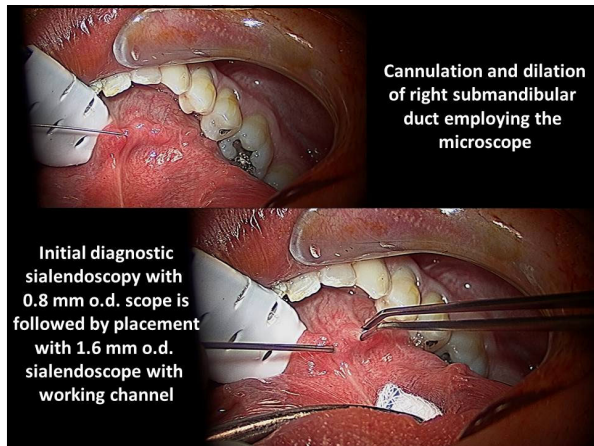 Cannulation and dilation
of right submandibular
duct employing the
microscope
Initial diagnostic
sialendoscopy with
0.8 mm o.d. scope is
followed by placement
with 1.6 mm o.d.
sialendoscope with
working channel